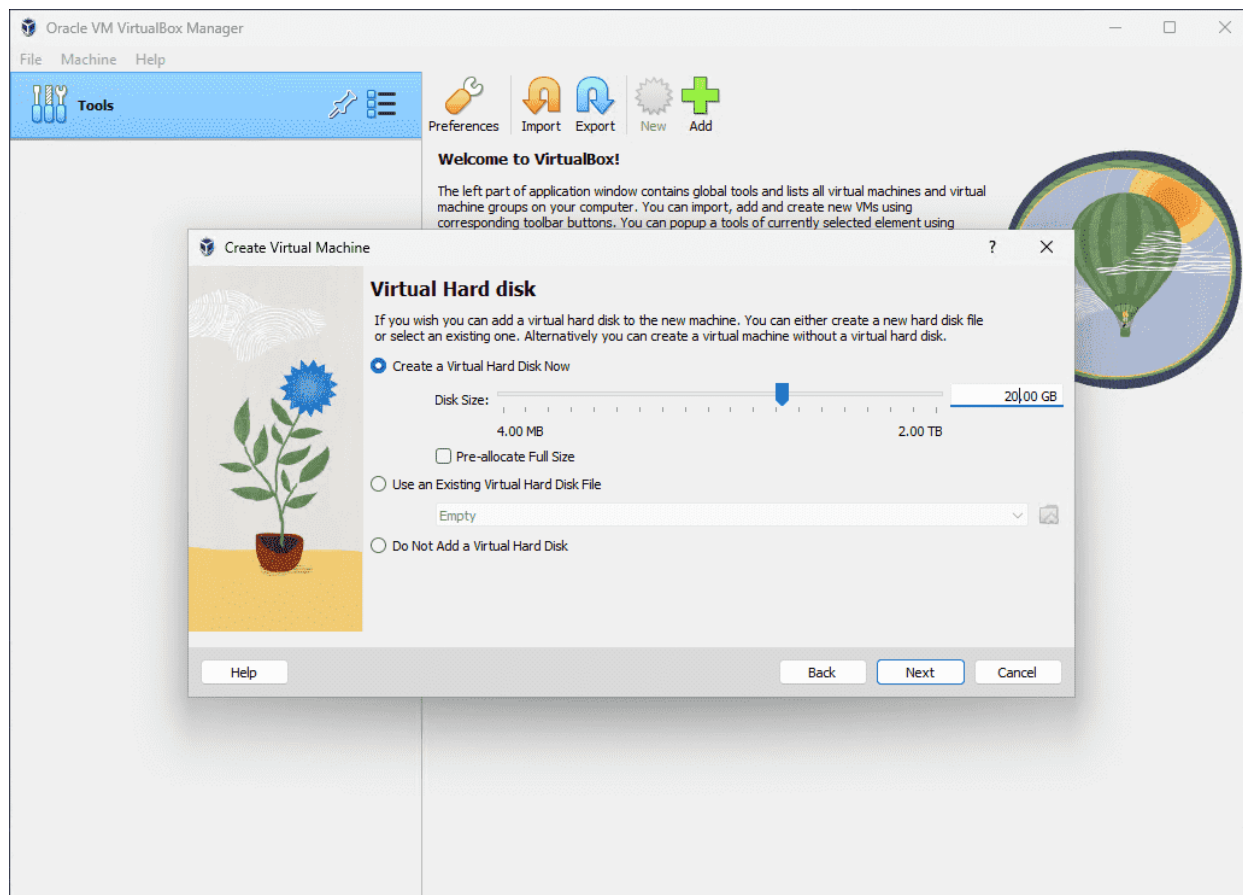 Oracle VM VirtualBox Manager
File Machine Help
Tools
Preferences Import Export New Add
Welcome to VirtualBox!
The left part of application window contains global tools and lists all virtual machines and virtual
machine groups on your computer. You can import, add and create new VMs using
corresponding toolbar buttons. You can popup a tools of currently selected element using
Create Virtual Machine
?
Virtual Hard disk
If you wish you can add a virtual hard disk to the new machine. You can either create a new hard disk file
or select an existing one. Alternatively you can create a virtual machine without a virtual hard disk.
Create a Virtual Hard Disk Now
Disk Size: 20.00 GB
4.00 MB 2.00 TB
Pre-allocate Full Size
Use an Existing Virtual Hard Disk File
Empty
Do Not Add a Virtual Hard Disk
Help Back Next Cancel